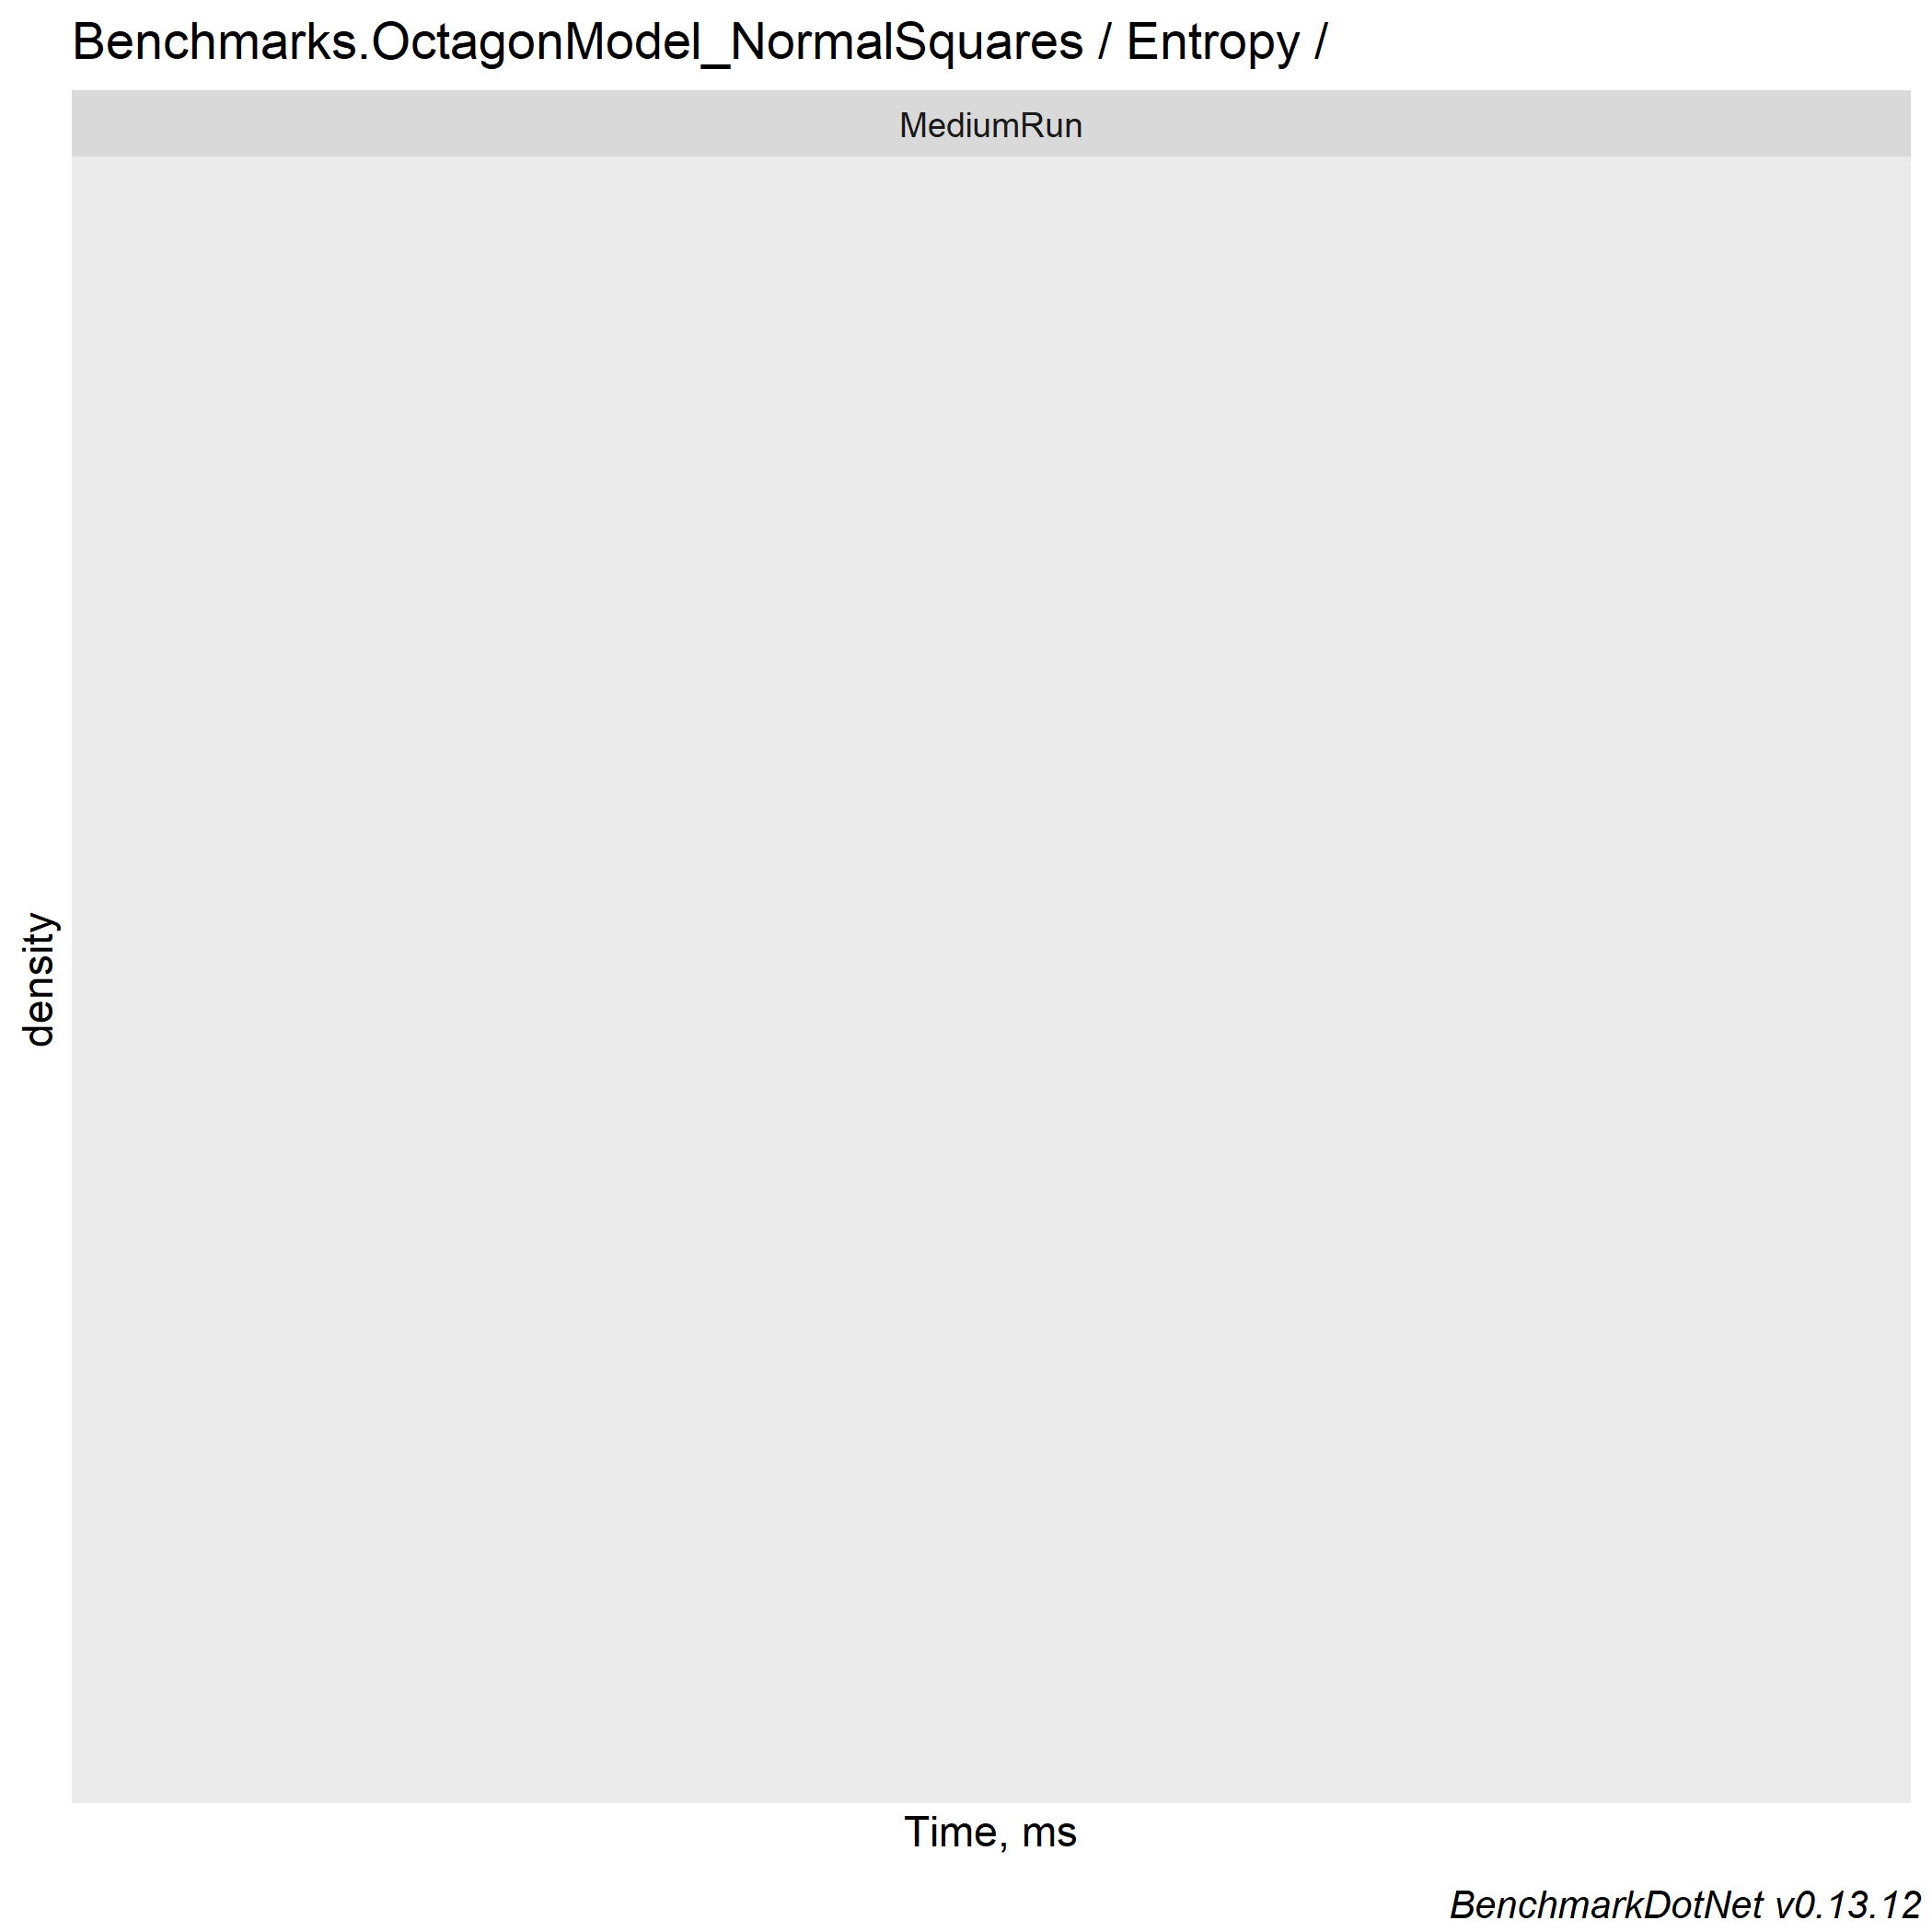 Benchmarks.OctagonModel_NormalSquares / Entropy /
MediumRun
density
Time, ms
BenchmarkDotNet v0.13.12